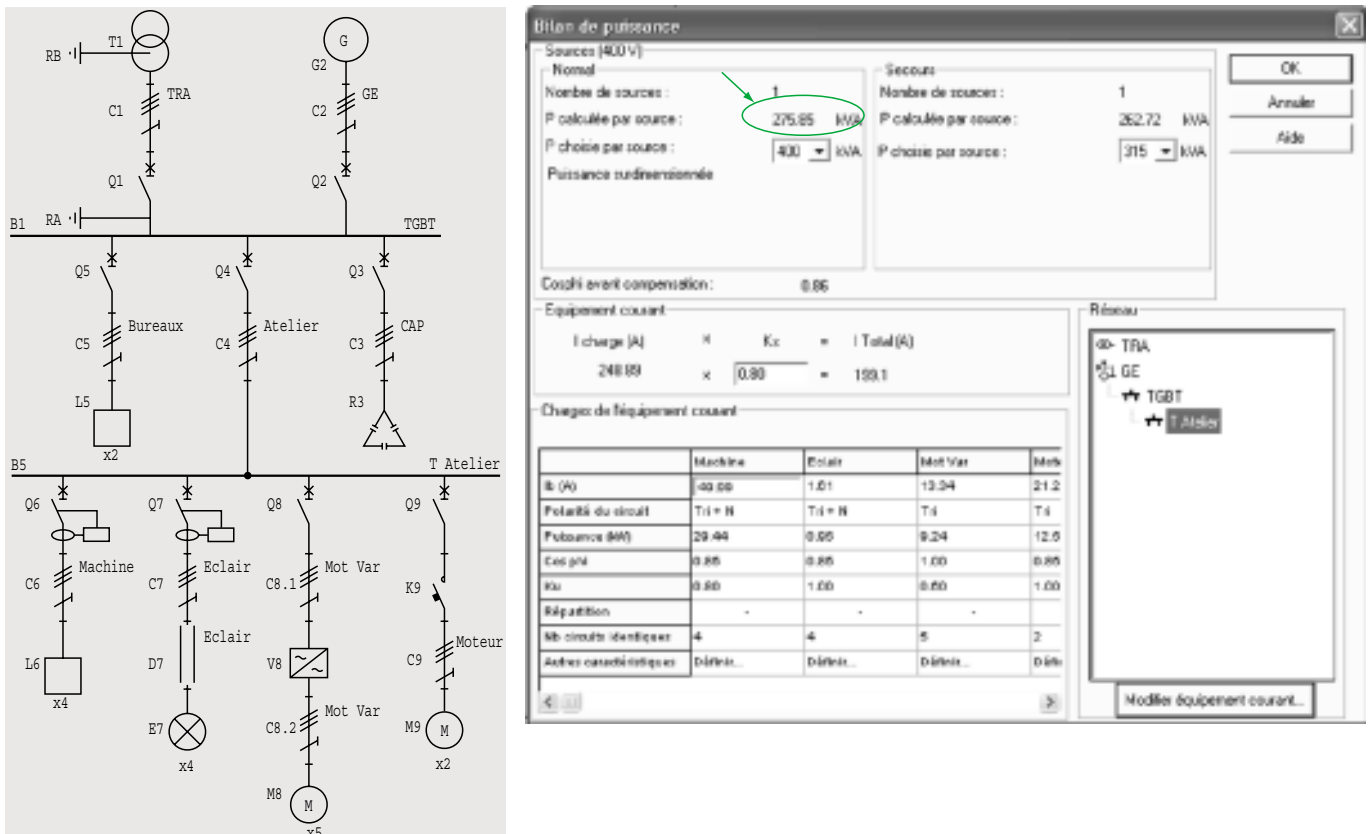 T1
RB
G
G2
TRA
C1
GE
C2
Q1
Q2
RA
B1
TGBT
Q5
Q4
Q3
Bureaux
C5
Atelier
C4
CAP
C3
L5
R3
x2
B5
T Atelier
Q6
Q7
Q8
Q9
Machine
C6
Eclair
C7
Mot Var
C8.1
K9
Eclair
Moteur
L6
D7
V8
C9
x4
Mot Var
E7
C8.2
M9
M
x4
x2
M8
M
x5
Bilan de puissance
Sources (400 V)
Normal
Nombre de sources : 1
P calculée par source : 275.85 kVA
P choisie par source : 400 kVA
Puissance surdimensionnée
Secours
Nombre de sources : 1
P calculée par source : 262.72 kVA
P choisie par source : 315 kVA
OK
Annuler
Aide
Cosphi avant compensation : 0.86
Equipement courant
I charge (A) x Ks = I Total (A)
248.89 x 0.80 = 199.1
Réseau
TRA
GE
TGBT
T Atelier
Charges de l'équipement courant
Machine Eclair Mot Var
Ib (A) 1.61 13.34 21.2
Polarité du circuit Tri + N Tri + N Tri Tri
Puissance (kW) 29.44 0.95 9.24
Cos phi 0.85 0.85 1.00 0.85
Ku 0.80 1.00 0.60 1.00
Répartition - - -
Nb circuits identiques 4 4 5 2
Autres caractéristiques Définir... Définir... Définir... Défin
Modifier équipement courant...